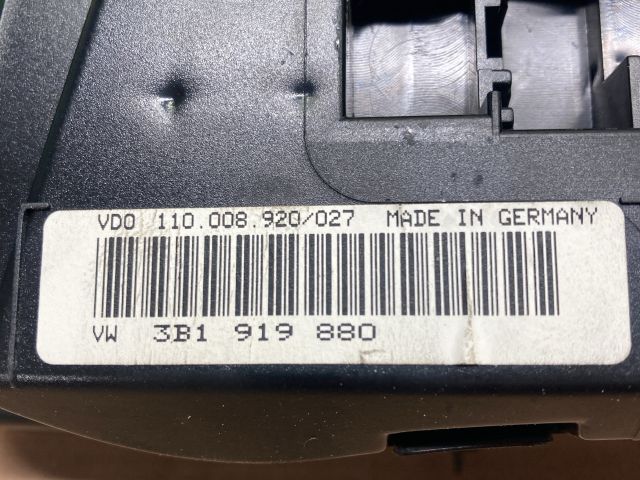 VDO 110.008.920/027 MADE IN GERMANY
VW 3B1 919 880